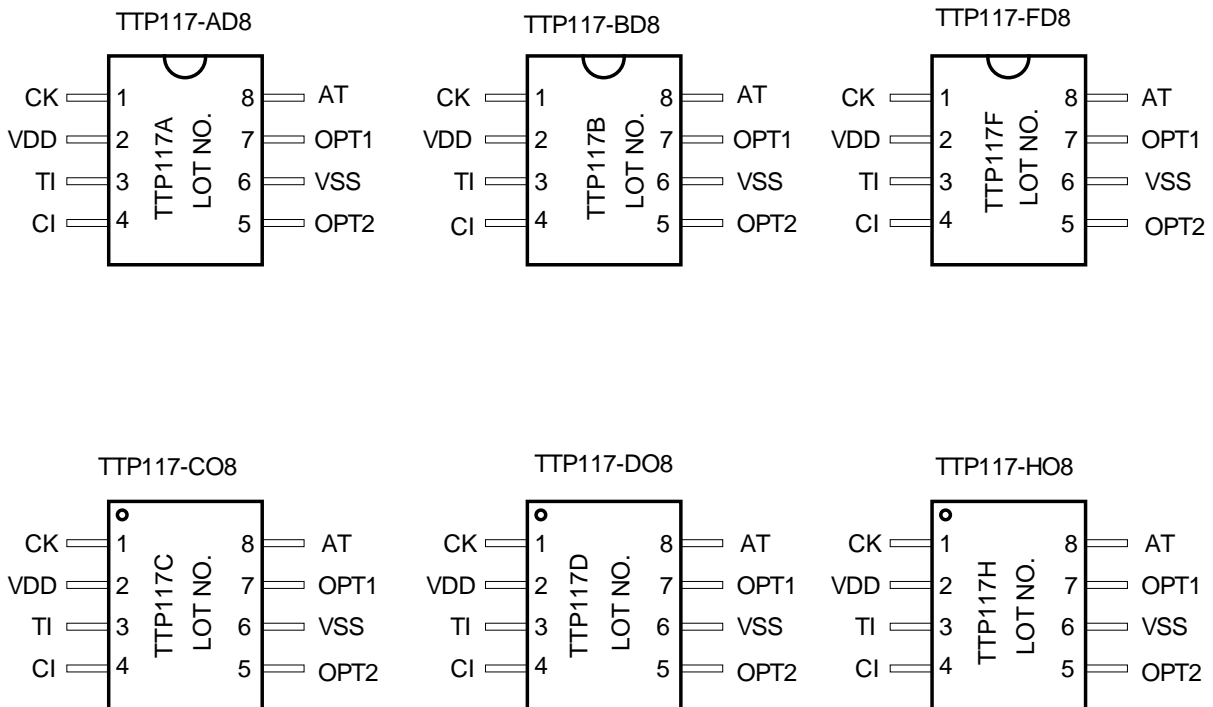 TTP117-AD8
CK 1 8 AT
VDD 2 7 OPT1
TI 3 6 VSS
CI 4 5 OPT2
TTP117A
LOT NO.
TTP117-BD8
CK 1 8 AT
VDD 2 7 OPT1
TI 3 6 VSS
CI 4 5 OPT2
TTP117B
LOT NO.
TTP117-FD8
CK 1 8 AT
VDD 2 7 OPT1
TI 3 6 VSS
CI 4 5 OPT2
TTP117F
LOT NO.
TTP117-CO8
CK 1 8 AT
VDD 2 7 OPT1
TI 3 6 VSS
CI 4 5 OPT2
TTP117C
LOT NO.
TTP117-DO8
CK 1 8 AT
VDD 2 7 OPT1
TI 3 6 VSS
CI 4 5 OPT2
TTP117D
LOT NO.
TTP117-HO8
CK 1 8 AT
VDD 2 7 OPT1
TI 3 6 VSS
CI 4 5 OPT2
TTP117H
LOT NO.